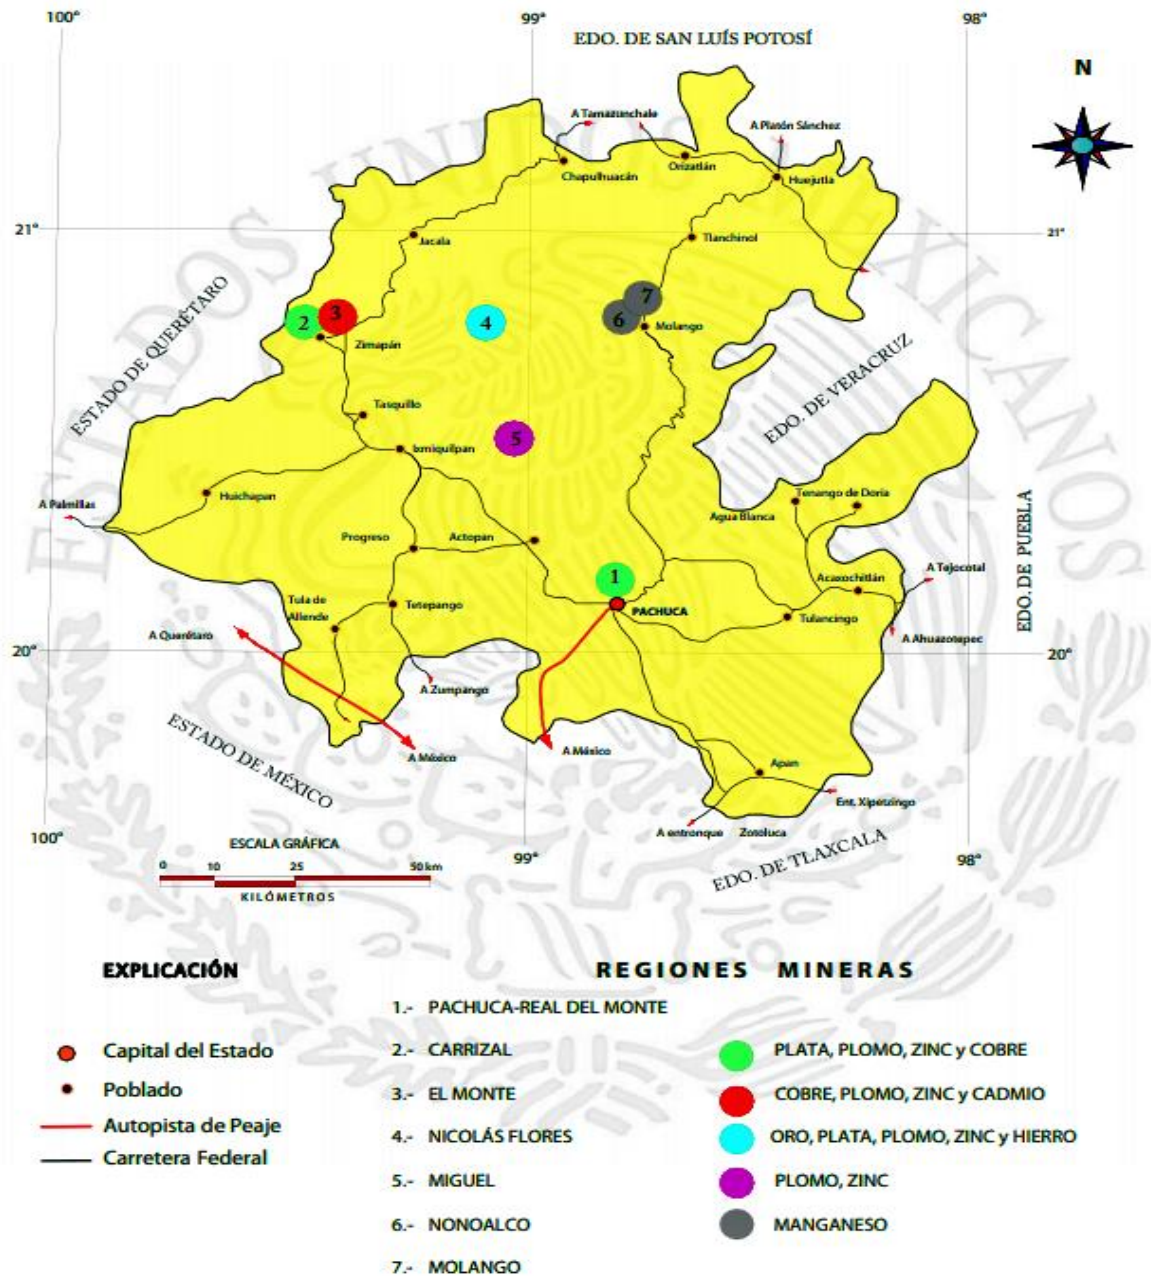 100°
99°
98°
EDO. DE SAN LUÍS POTOSÍ
N
A Tamazunchale
A Platón Sánchez
Orizatlán
Chapulhuacán
Huejutla
21°
Jacala
Tlanchinol
21°
ESTADOS UNIDOS MEXICANOS
ESTADO DE QUERÉTARO
2
3
4
6
7
Molango
Zimapán
EDO. DE VERACRUZ
Tasquillo
5
Ixmiquilpan
Huichapan
A Palmillas
Tenango de Doria
Agua Blanca
EDO. DE PUEBLA
Progreso
Actopan
A Tejocotal
1
Acaxochitlán
Tula de
Allende
Tetepango
PACHUCA
Tulancingo
A Querétaro
A Ahuazotepec
20°
20°
A Zumpango
ESTADO DE MÉXICO
A México
A México
Apan
Ent. Xipetzingo
A entronque Zotoluca
100°
99°
98°
EDO. DE TLAXCALA
ESCALA GRÁFICA
0 10 25 50 km
KILÓMETROS
EXPLICACIÓN
Capital del Estado
Poblado
Autopista de Peaje
Carretera Federal
REGIONES MINERAS
1.- PACHUCA-REAL DEL MONTE
2.- CARRIZAL
3.- EL MONTE
4.- NICOLÁS FLORES
5.- MIGUEL
6.- NONOALCO
7.- MOLANGO
PLATA, PLOMO, ZINC y COBRE
COBRE, PLOMO, ZINC y CADMIO
ORO, PLATA, PLOMO, ZINC y HIERRO
PLOMO, ZINC
MANGANESO